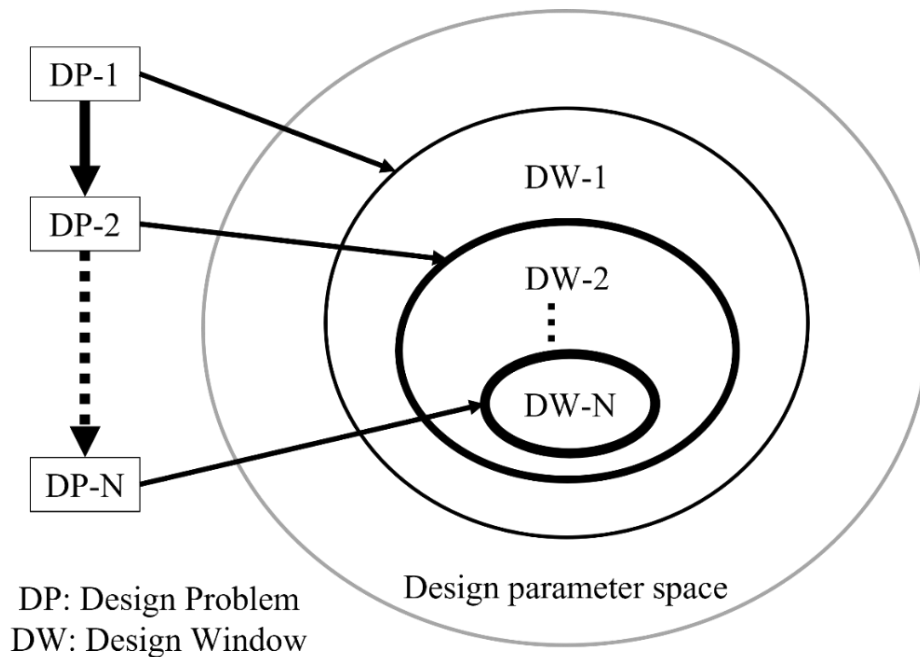 DP-1
DP-2
DP-N
DW-1
DW-2
DW-N
Design parameter space
DP: Design Problem
DW: Design Window